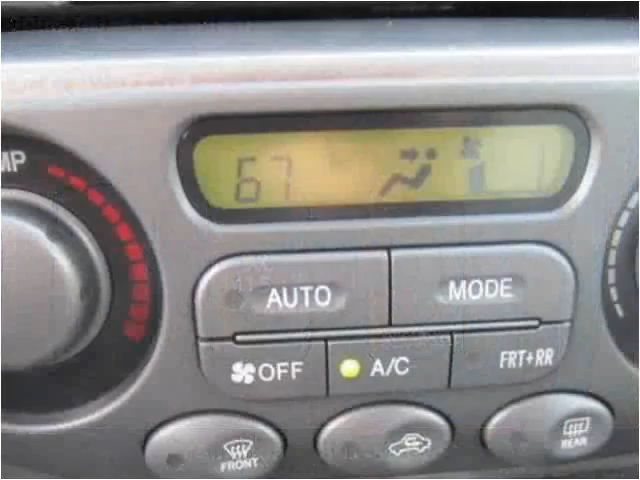 MP
67
AUTO MODE
OFF A/C FRT+RR
FRONT REAR